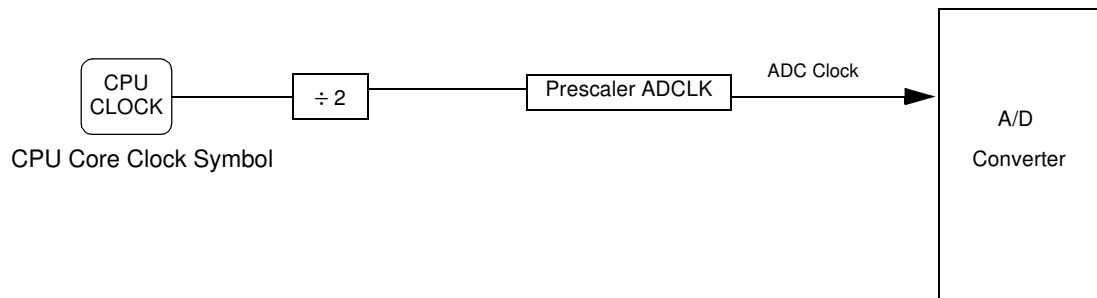 CPU
CLOCK
CPU Core Clock Symbol
÷ 2
Prescaler ADCLK
ADC Clock
A/D
Converter